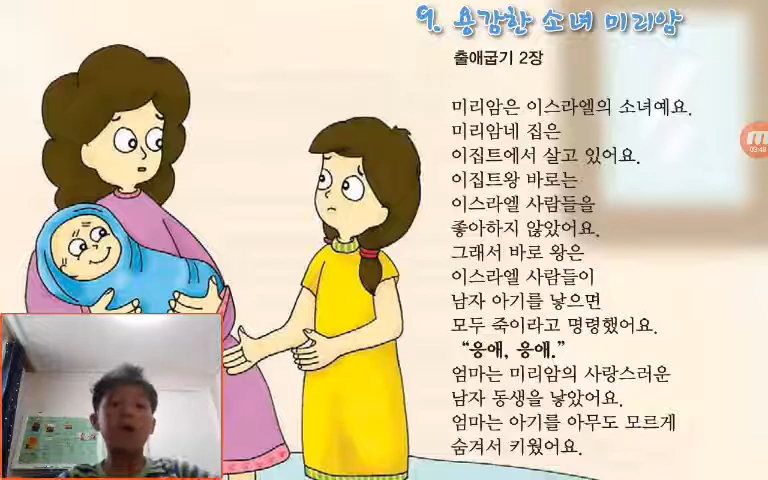 9. 용감한 소녀 미리암
출애굽기 2장
미리암은 이스라엘의 소녀예요.
미리암네 집은
이집트에서 살고 있어요.
이집트왕 바로는
이스라엘 사람들을
좋아하지 않았어요.
그래서 바로 왕은
이스라엘 사람들이
남자 아기를 낳으면
모두 죽이라고 명령했어요.
“응애, 응애.”
엄마는 미리암의 사랑스러운
남자 동생을 낳았어요.
엄마는 아기를 아무도 모르게
숨겨서 키웠어요.